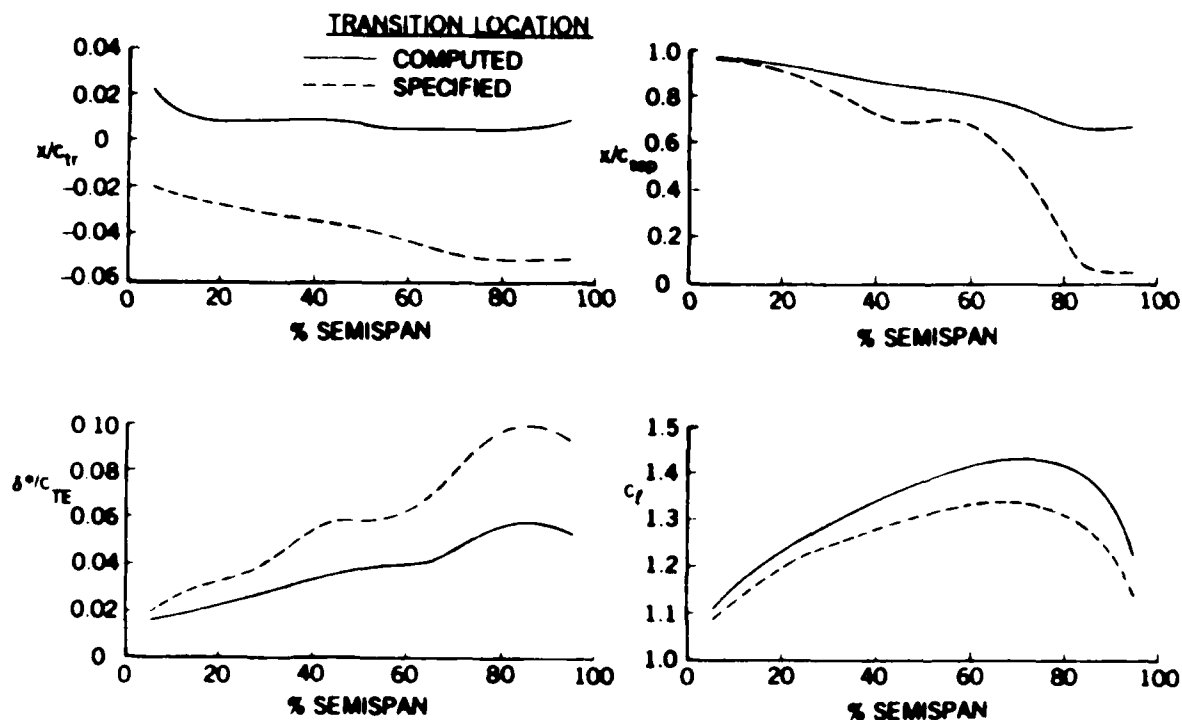 TRANSITION LOCATION
COMPUTED
SPECIFIED
0.04
0.02
0
-0.02
-0.04
-0.06
x/c tr
0 20 40 60 80 100
% SEMISPAN
1.0
0.8
0.6
0.4
0.2
0
x/c sep
0 20 40 60 80 100
% SEMISPAN
0.10
0.08
0.06
0.04
0.02
0
δ*/c TE
0 20 40 60 80 100
% SEMISPAN
1.5
1.4
1.3
1.2
1.1
1.0
c ℓ
0 20 40 60 80 100
% SEMISPAN